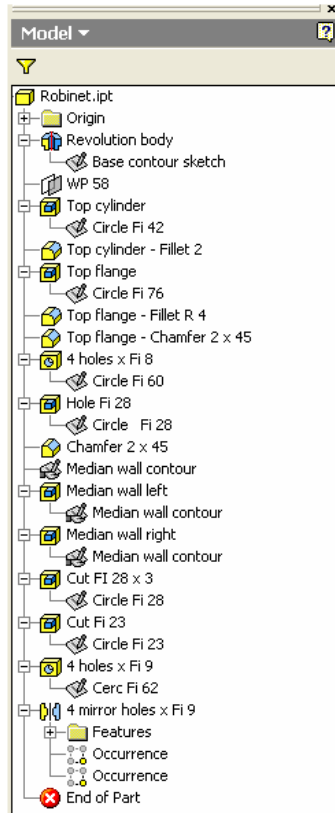 Model
Robinet.ipt
Origin
Revolution body
Base contour sketch
WP 58
Top cylinder
Circle Fi 42
Top cylinder - Fillet 2
Top flange
Circle Fi 76
Top flange - Fillet R 4
Top flange - Chamfer 2 x 45
4 holes x Fi 8
Circle Fi 60
Hole Fi 28
Circle Fi 28
Chamfer 2 x 45
Median wall contour
Median wall left
Median wall contour
Median wall right
Median wall contour
Cut FI 28 x 3
Circle Fi 28
Cut Fi 23
Circle Fi 23
4 holes x Fi 9
Cerc Fi 62
4 mirror holes x Fi 9
Features
Occurrence
Occurrence
End of Part